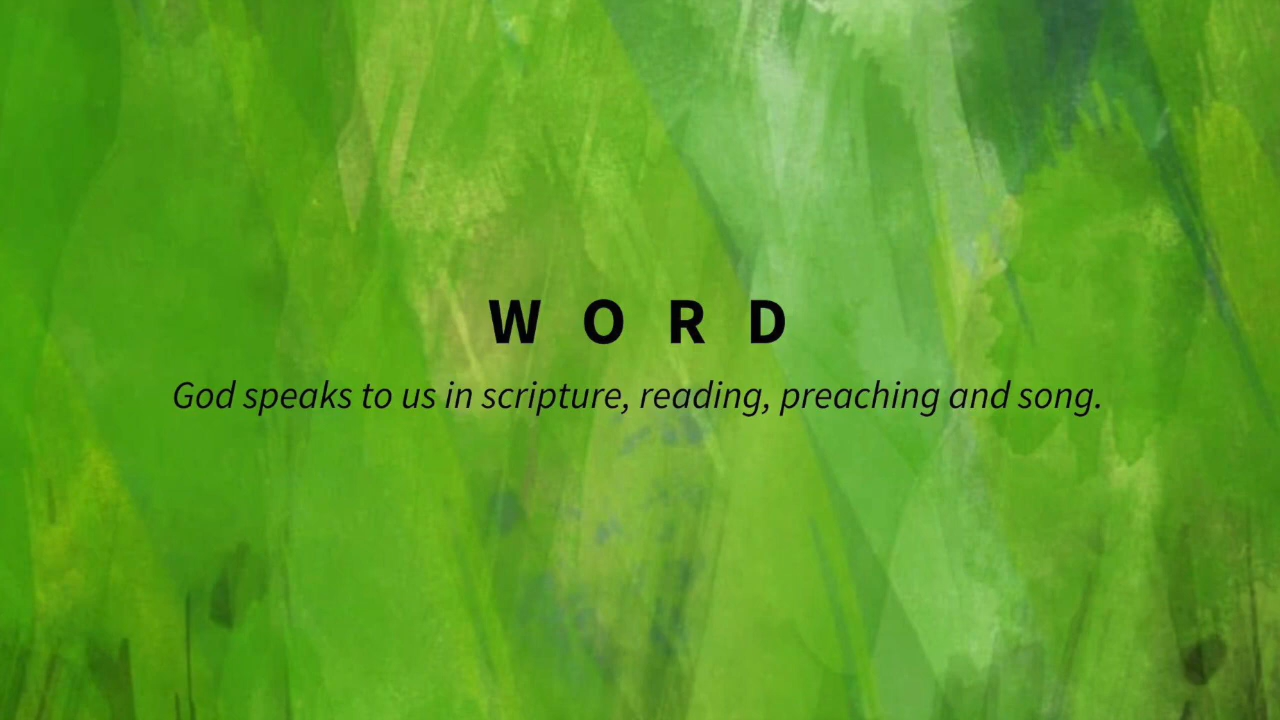 W O R D
God speaks to us in scripture, reading, preaching and song.